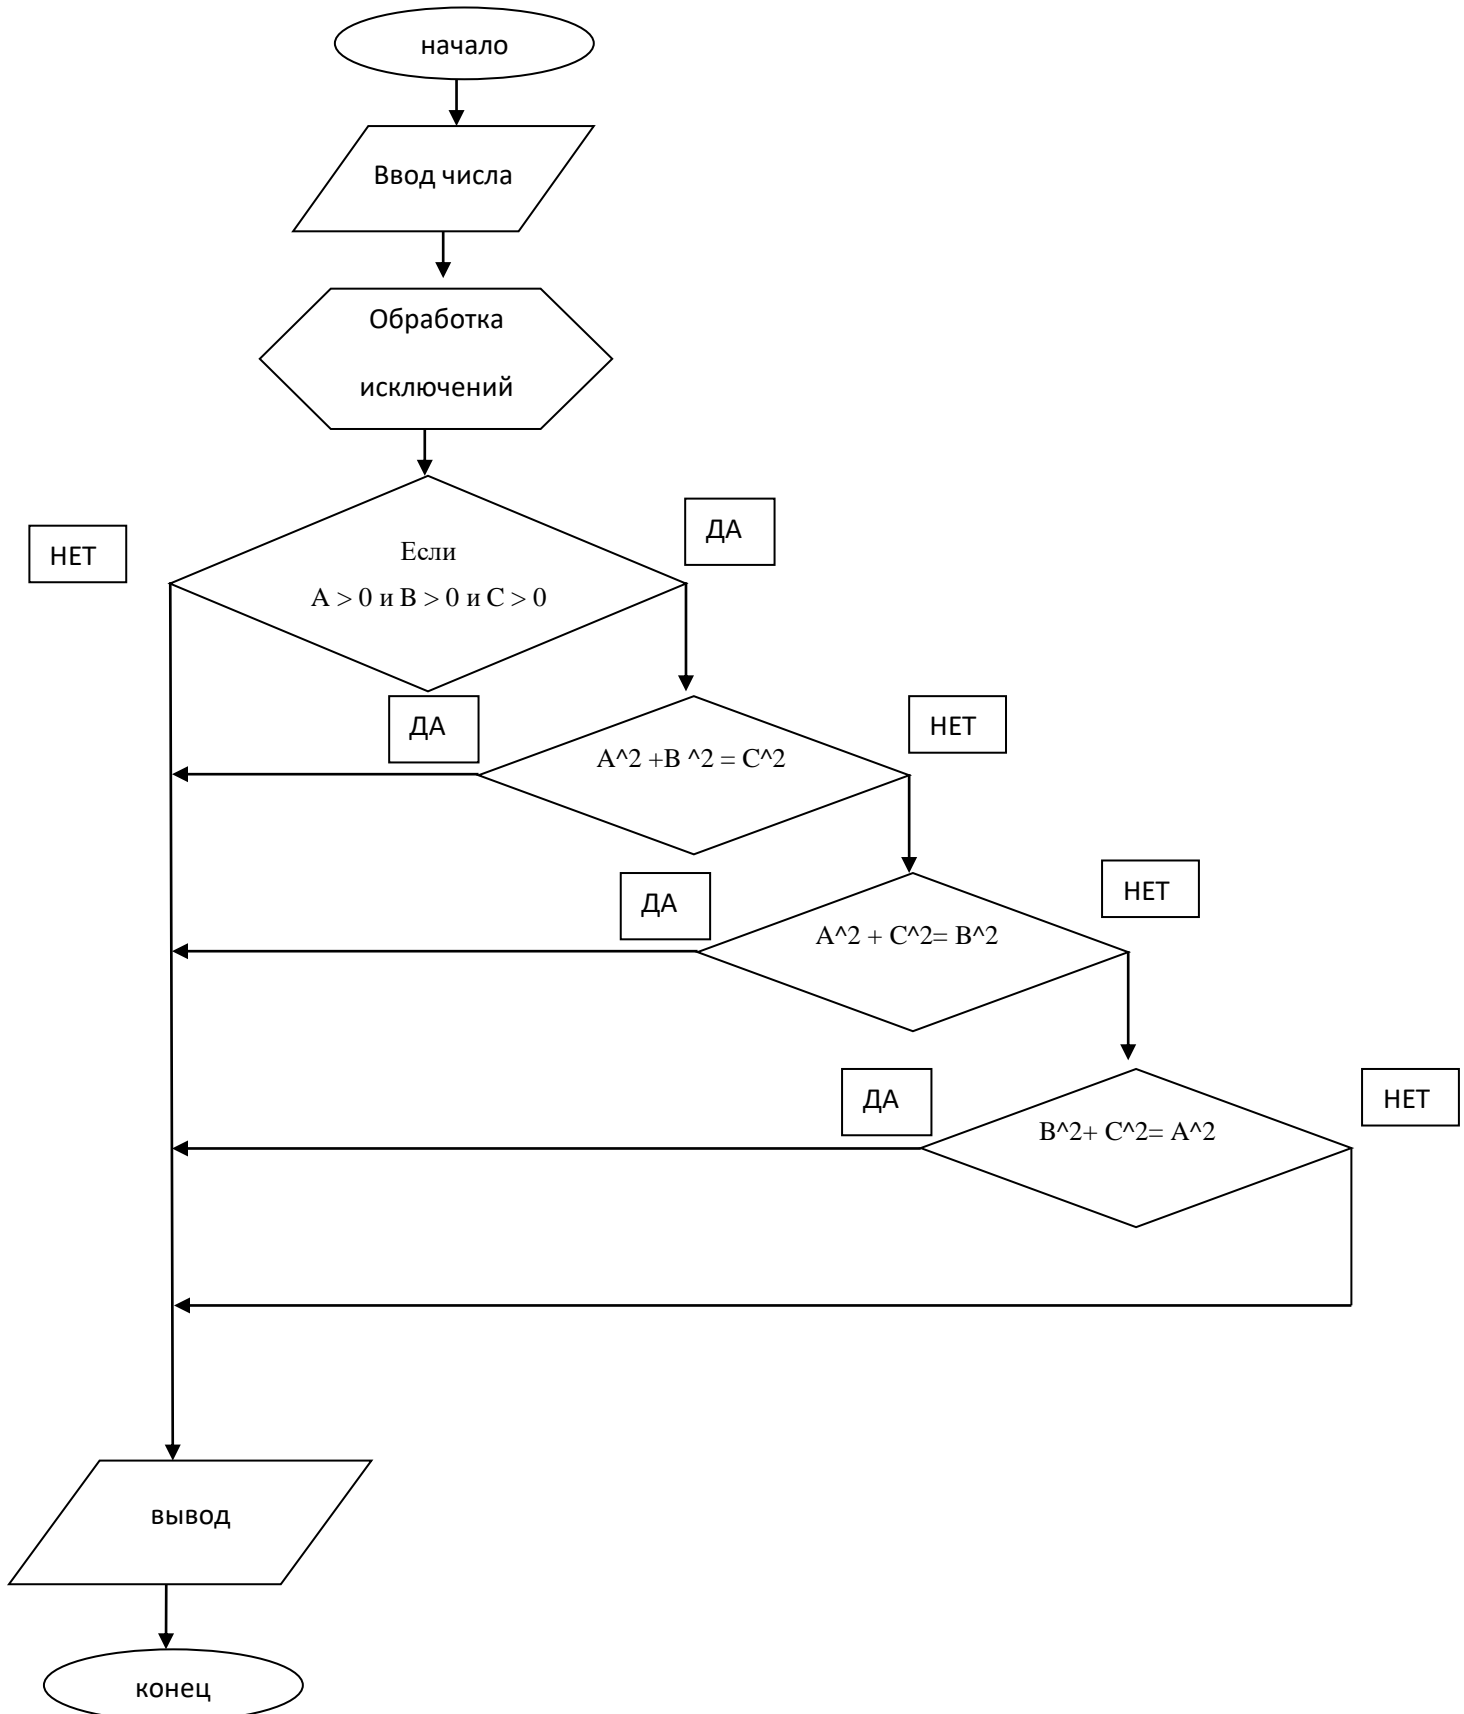 начало
Ввод числа
Обработка
исключений
НЕТ
ДА
Если
A > 0 и B > 0 и C > 0
ДА
НЕТ
A^2 +B ^2 = C^2
ДА
НЕТ
A^2 + C^2= B^2
ДА
НЕТ
B^2+ C^2= A^2
вывод
конец